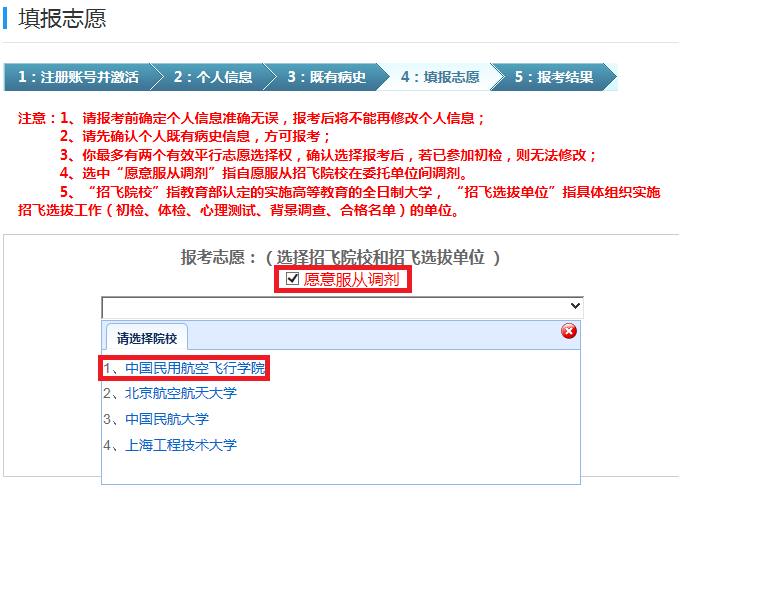 填报志愿
1：注册账号并激活 2：个人信息 3：既有病史 4：填报志愿 5：报考结果
注意：1、请报考前确定个人信息准确无误，报考后将不能再修改个人信息；
2、请先确认个人既有病史信息，方可报考；
3、你最多有两个有效平行志愿选择权，确认选择报考后，若已参加初检，则无法修改；
4、选中“愿意服从调剂”指自愿服从招飞院校在委托单位间调剂。
5、“招飞院校”指教育部认定的实施高等教育的全日制大学，“招飞选拔单位”指具体组织实施
招飞选拔工作（初检、体检、心理测试、背景调查、合格名单）的单位。
报考志愿：（选择招飞院校和招飞选拔单位 ）
愿意服从调剂
请选择院校
1、中国民用航空飞行学院
2、北京航空航天大学
3、中国民航大学
4、上海工程技术大学